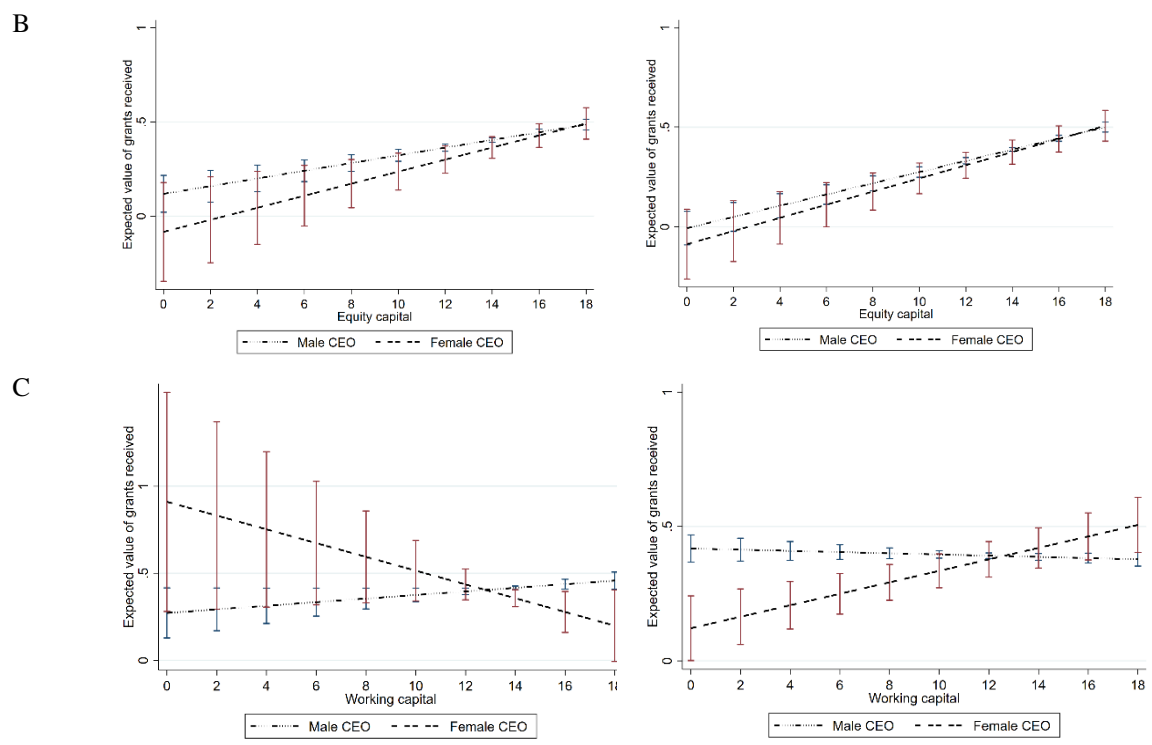 B
Expected value of grants received
1
.5
0
0 2 4 6 8 10 12 14 16 18
Equity capital
Male CEO Female CEO
Expected value of grants received
1
.5
0
0 2 4 6 8 10 12 14 16 18
Equity capital
Male CEO Female CEO
C
Expected value of grants received
1
.5
0
0 2 4 6 8 10 12 14 16 18
Working capital
Male CEO Female CEO
Expected value of grants received
1
.5
0
0 2 4 6 8 10 12 14 16 18
Working capital
Male CEO Female CEO